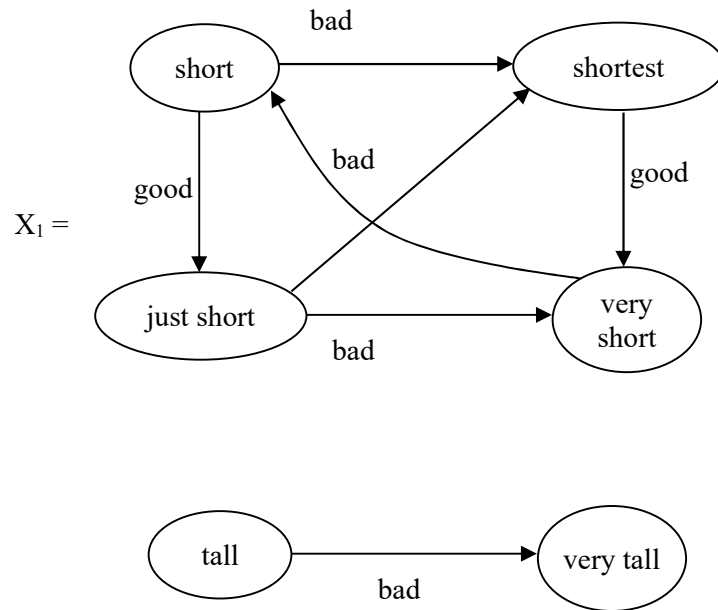 bad
short
shortest
bad
good
good
X₁ =
just short
very
short
bad
tall
very tall
bad